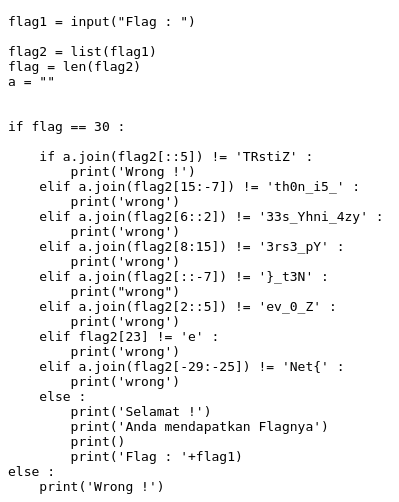 flag1 = input("Flag : ")
flag2 = list(flag1)
flag = len(flag2)
a = ""
if flag == 30 :
    if a.join(flag2[::5]) != 'TRstiZ' :
        print('Wrong !')
    elif a.join(flag2[15:-7]) != 'th0n_i5_' :
        print('wrong')
    elif a.join(flag2[6::2]) != '33s_Yhni_4zy' :
        print('wrong')
    elif a.join(flag2[8:15]) != '3rs3_pY' :
        print('wrong')
    elif a.join(flag2[::-7]) != '}_t3N' :
        print("wrong")
    elif a.join(flag2[2::5]) != 'ev_0_Z' :
        print('wrong')
    elif flag2[23] != 'e' :
        print('wrong')
    elif a.join(flag2[-29:-25]) != 'Net{' :
        print('wrong')
    else :
        print('Selamat !')
        print('Anda mendapatkan Flagnya')
        print()
        print('Flag : '+flag1)
else :
    print('Wrong !')